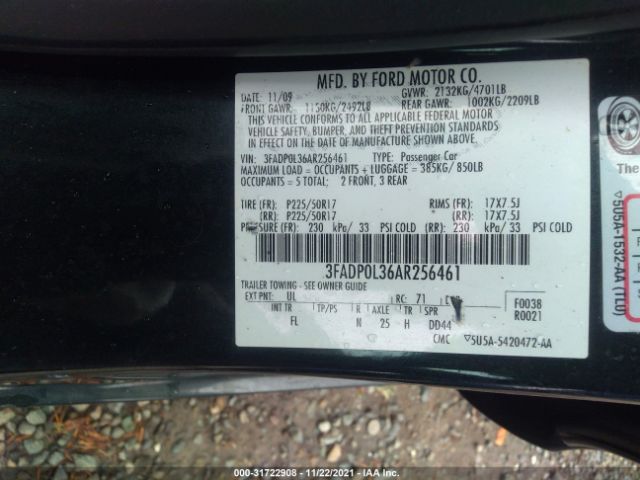 MFD. BY FORD MOTOR CO.
DATE: 11/09 GVWR: 2132KG/4701LB
FRONT GAWR: 1130KG/2492LB REAR GAWR: 1002KG/2209LB
THIS VEHICLE CONFORMS TO ALL APPLICABLE FEDERAL MOTOR
VEHICLE SAFETY, BUMPER, AND THEFT PREVENTION STANDARDS
IN EFFECT ON THE DATE OF MANUFACTURE SHOWN ABOVE.
VIN: 3FADP0L36AR256461 TYPE: Passenger Car
MAXIMUM LOAD = OCCUPANTS + LUGGAGE = 385KG/850LB
OCCUPANTS = 5 TOTAL; 2 FRONT, 3 REAR
TIRE (FR): P225/50R17 RIMS (FR): 17X7.5J
(RR): P225/50R17 (RR): 17X7.5J
PRESSURE (FR): 230 kPa/ 33 PSI COLD (RR): 230 kPa/ 33 PSI COLD
3FADP0L36AR256461
TRAILER TOWING - SEE OWNER GUIDE
EXT PNT: UL RC: 71
INT TR TP/PS R AXLE TR SPR
FL N 25 H DD44
F0038
R0021
CMC ▽5U5A-5420472-AA
▽5U5A-1532-AA (TLO)
000-31722908 - 11/22/2021 - IAA Inc.